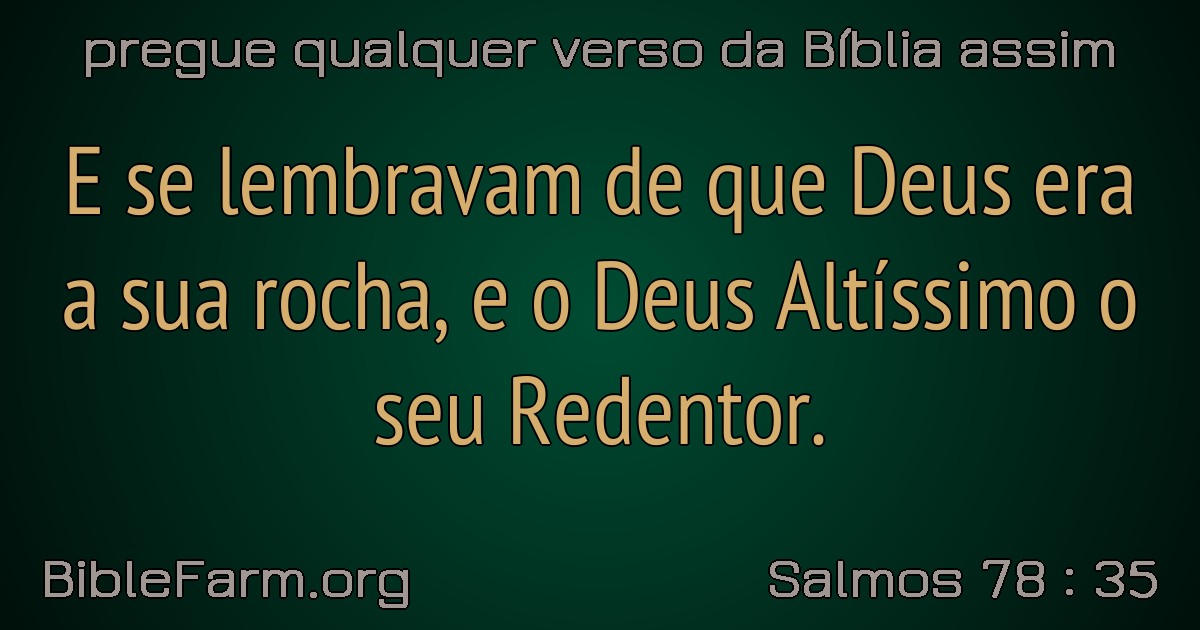 pregue qualquer verso da Bíblia assim
E se lembravam de que Deus era
a sua rocha, e o Deus Altíssimo o
seu Redentor.
BibleFarm.org
Salmos 78 : 35